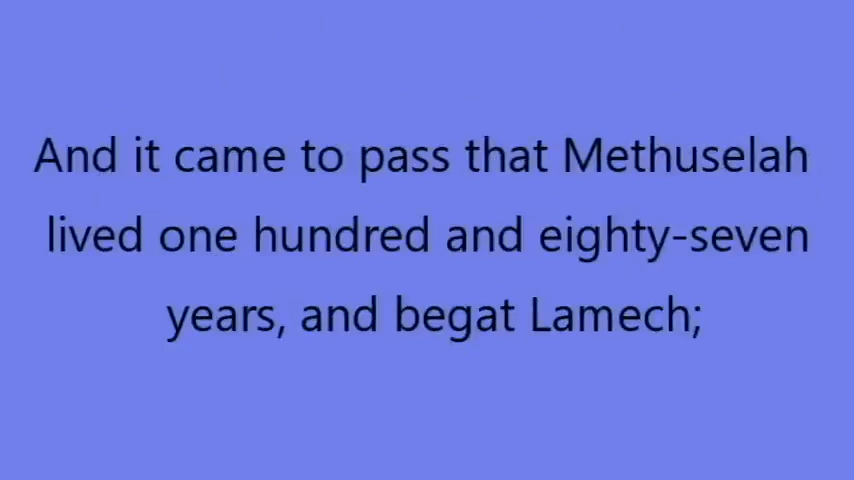 And it came to pass that Methuselah
lived one hundred and eighty-seven
years, and begat Lamech;